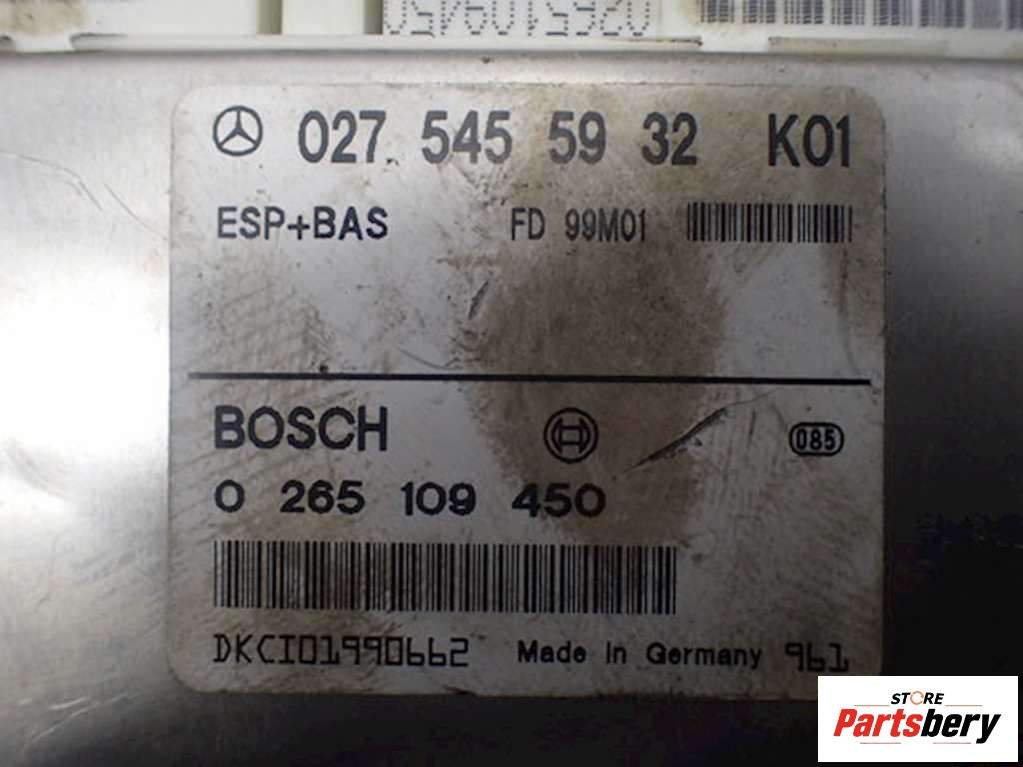 0265109450
027 545 59 32 K01
ESP+BAS FD 99M01
BOSCH 085
0 265 109 450
DKCI01990662 Made in Germany 961
STORE
Partsbery